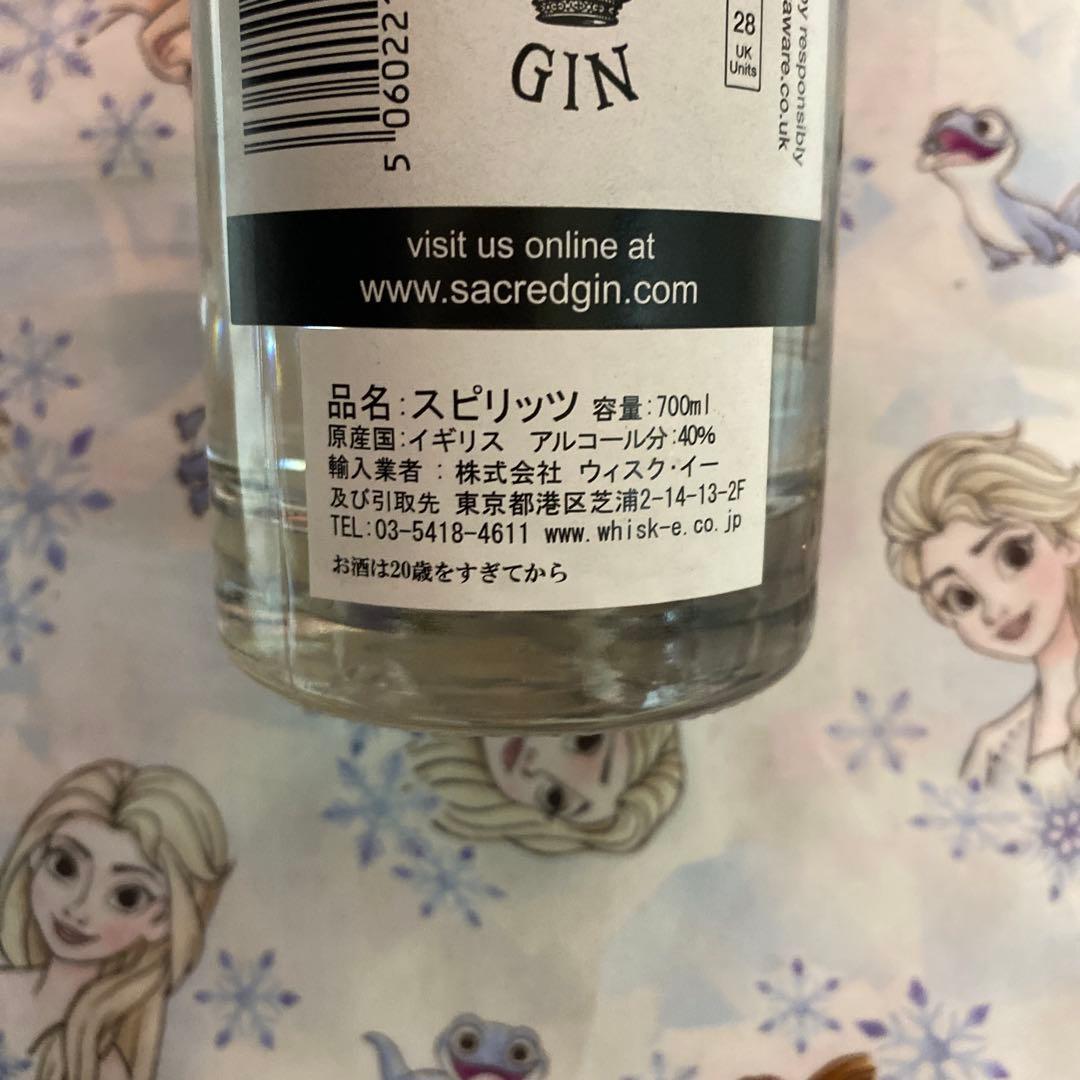 5 06022
GIN
28
UK
Units
responsibly
aware.co.uk
visit us online at
www.sacredgin.com
品名:スピリッツ 容量:700ml
原産国:イギリス アルコール分:40%
輸入業者 : 株式会社 ウィスク・イー
及び引取先 東京都港区芝浦2-14-13-2F
TEL:03-5418-4611 www.whisk-e.co.jp
お酒は20歳をすぎてから